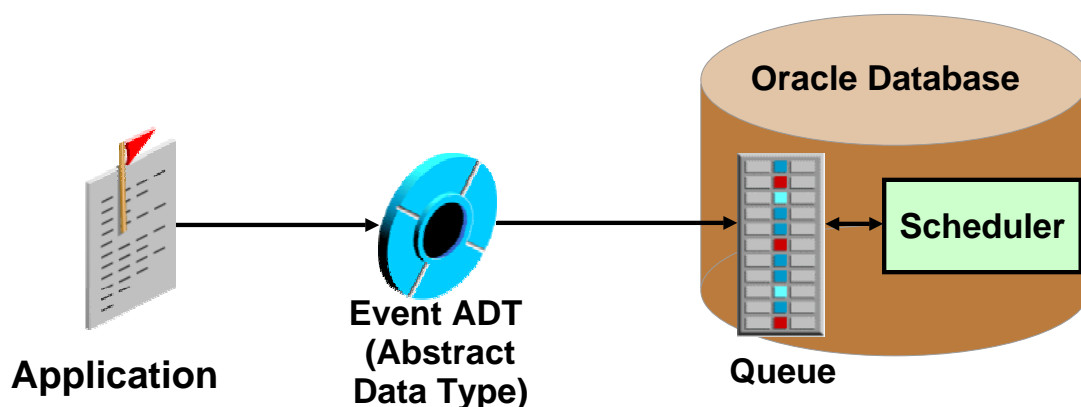 Oracle Database
Scheduler
Event ADT
(Abstract
Data Type)
Application
Queue